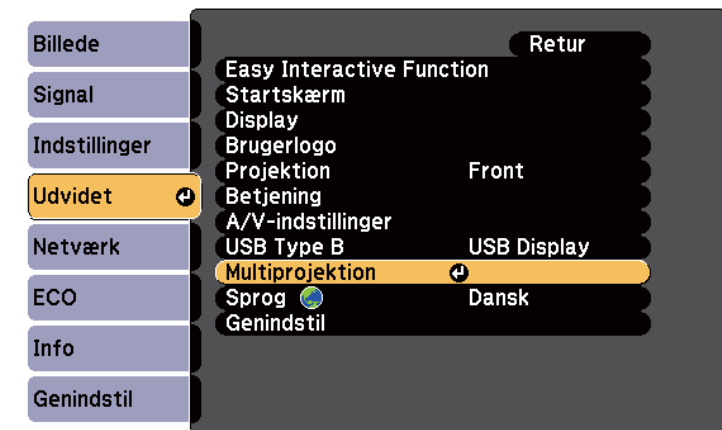 Billede
Signal
Indstillinger
Udvidet
Netværk
ECO
Info
Genindstil
Retur
Easy Interactive Function
Startskærm
Display
Brugerlogo
Projektion Front
Betjening
A/V-indstillinger
USB Type B USB Display
Multiprojektion
Sprog Dansk
Genindstil